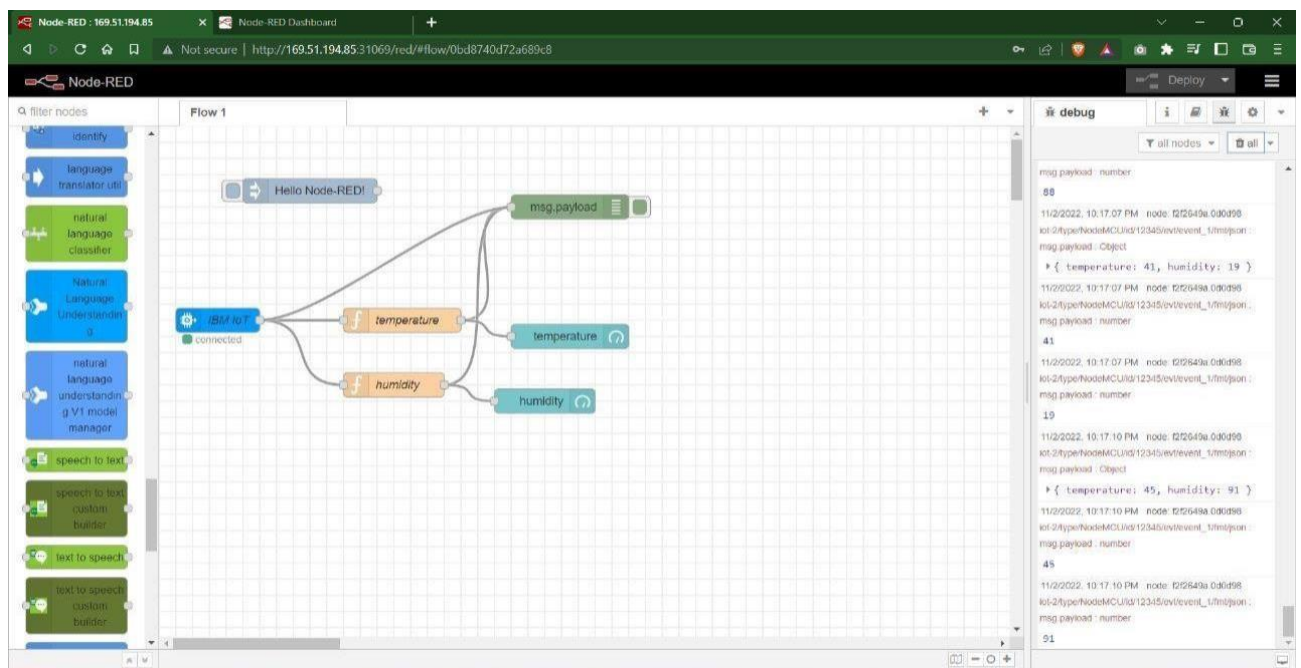 Node-RED : 169.51.194.85
Node-RED Dashboard
Not secure | http://169.51.194.85:31069/red/#flow/0bd8740d72a689c8
Node-RED
Deploy
filter nodes
Flow 1
debug
all nodes
all
identify
language
translator util
natural
language
classifier
Natural
Language
Understandin
g
natural
language
understandin
g V1 model
manager
speech to text
speech to text
custom
builder
text to speech
text to speech
custom
builder
Hello Node-RED!
msg.payload
IBM IoT
connected
temperature
temperature
humidity
humidity
msg.payload : number
88
11/2/2022, 10:17:07 PM node: f2f2649a.0d0d98
iot-2/type/NodeMCU/id/12345/evt/event_1/fmt/json :
msg.payload : Object
{ temperature: 41, humidity: 19 }
11/2/2022, 10:17:07 PM node: f2f2649a.0d0d98
iot-2/type/NodeMCU/id/12345/evt/event_1/fmt/json :
msg.payload : number
41
11/2/2022, 10:17:07 PM node: f2f2649a.0d0d98
iot-2/type/NodeMCU/id/12345/evt/event_1/fmt/json :
msg.payload : number
19
11/2/2022, 10:17:10 PM node: f2f2649a.0d0d98
iot-2/type/NodeMCU/id/12345/evt/event_1/fmt/json :
msg.payload : Object
{ temperature: 45, humidity: 91 }
11/2/2022, 10:17:10 PM node: f2f2649a.0d0d98
iot-2/type/NodeMCU/id/12345/evt/event_1/fmt/json :
msg.payload : number
45
11/2/2022, 10:17:10 PM node: f2f2649a.0d0d98
iot-2/type/NodeMCU/id/12345/evt/event_1/fmt/json :
msg.payload : number
91